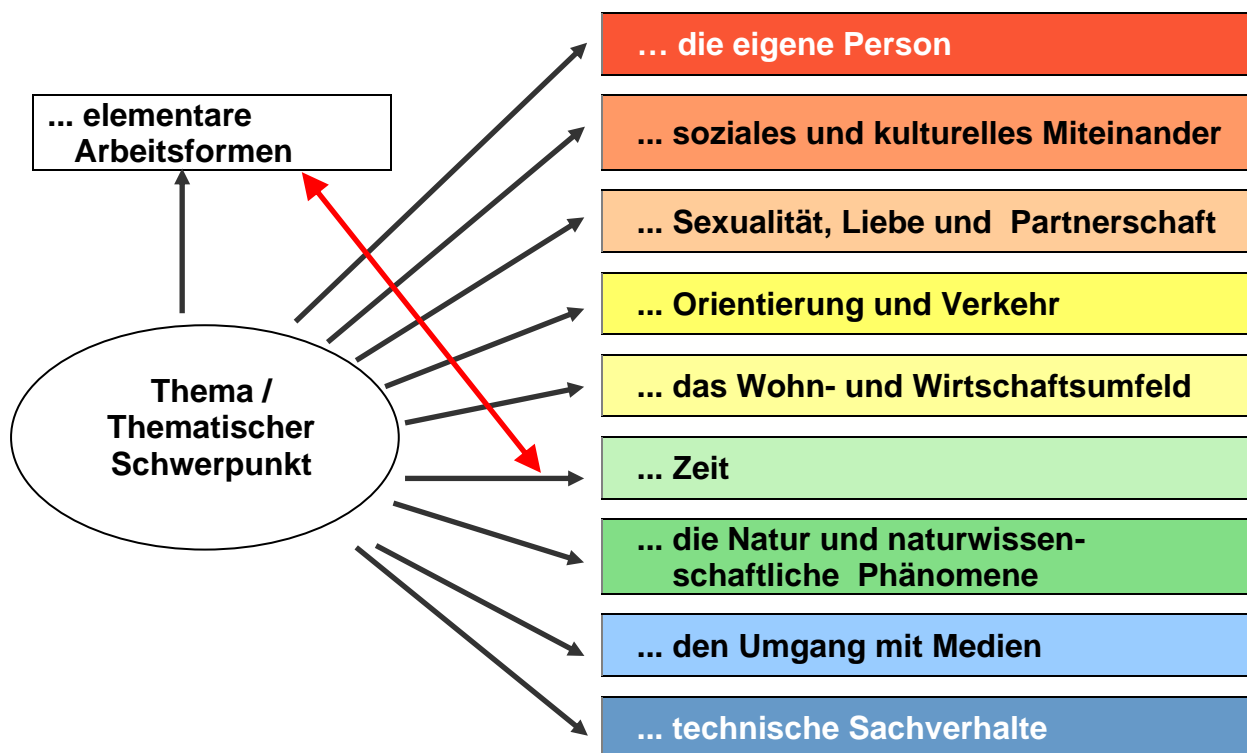 ... elementare
Arbeitsformen
Thema /
Thematischer
Schwerpunkt
… die eigene Person
... soziales und kulturelles Miteinander
... Sexualität, Liebe und  Partnerschaft
... Orientierung und Verkehr
... das Wohn- und Wirtschaftsumfeld
... Zeit
... die Natur und naturwissen-
schaftliche  Phänomene
... den Umgang mit Medien
... technische Sachverhalte